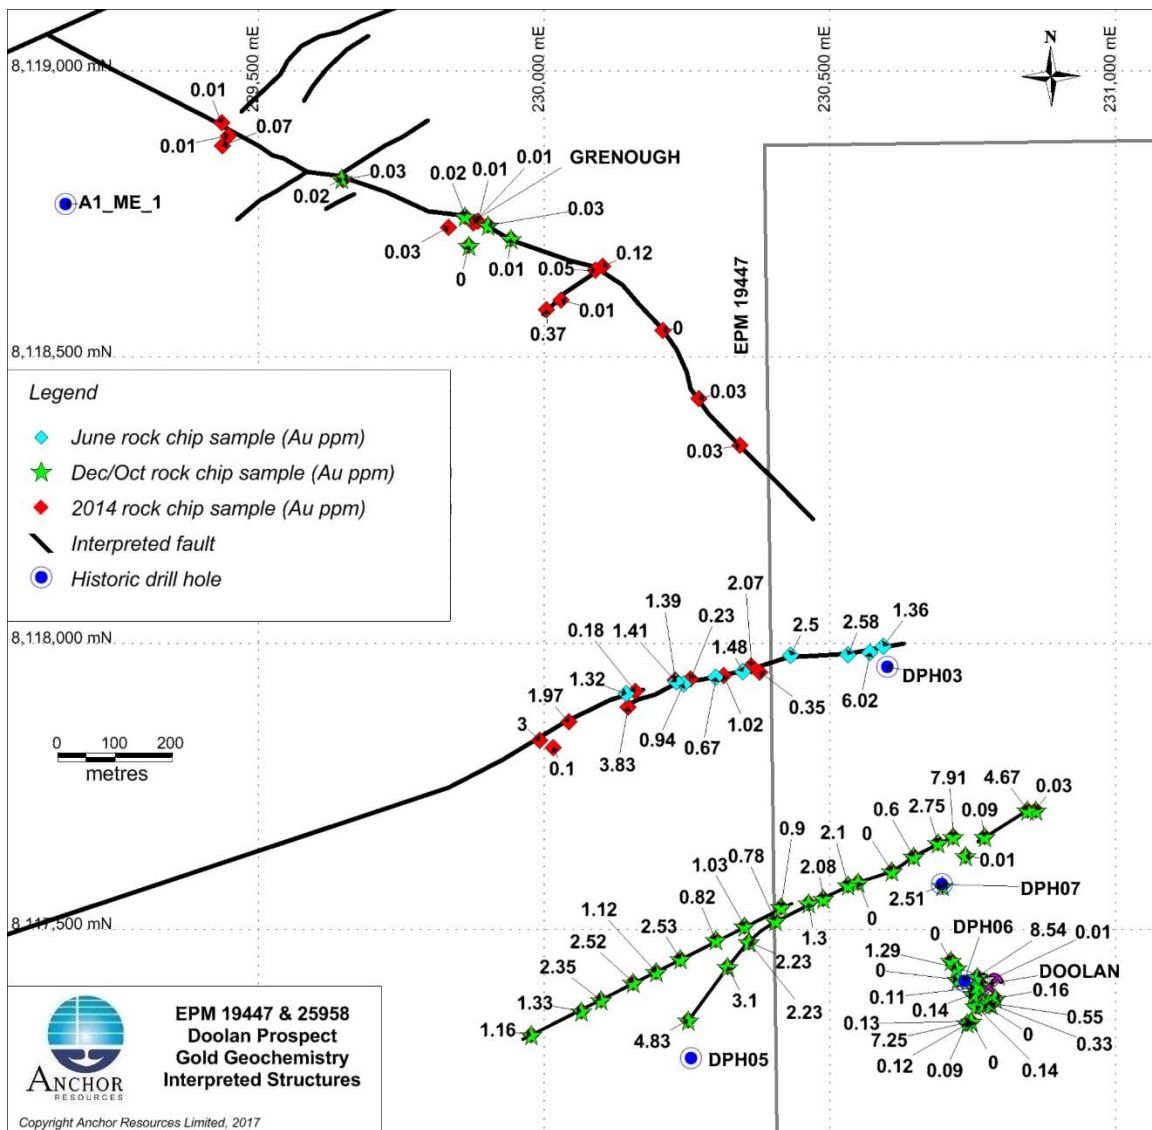 229,500 mE
230,000 mE
230,500 mE
231,000 mE
8,119,000 mN
N
0.01
0.07
0.01
0.03
0.02
A1_ME_1
0.02
0.01
0.01
GRENOUGH
0.03
0.03
0
0.01
0.05
0.12
0.01
0.37
0
EPM 19447
8,118,500 mN
0.03
0.03
Legend
June rock chip sample (Au ppm)
Dec/Oct rock chip sample (Au ppm)
2014 rock chip sample (Au ppm)
Interpreted fault
Historic drill hole
8,118,000 mN
2.07
1.39
0.23
0.18
1.41
1.48
2.5
2.58
1.36
1.32
DPH03
1.97
3
0.35
6.02
1.02
0.94
0.67
3.83
0.1
0 100 200
metres
7.91
4.67
0.03
0.6
2.75
0.09
0
0.01
2.1
0.9
0.78
2.08
1.03
0.82
2.51
DPH07
0
1.3
8,117,500 mN
1.12
2.53
2.52
2.35
1.33
1.16
2.23
3.1
2.23
4.83
DPH05
DPH06
0
8.54
0.01
1.29
0
DOOLAN
0.11
0.14
0.16
0.55
0.13
7.25
0
0.33
0.12
0.09
0
0.14
ANCHOR
RESOURCES
EPM 19447 & 25958
Doolan Prospect
Gold Geochemistry
Interpreted Structures
Copyright Anchor Resources Limited, 2017